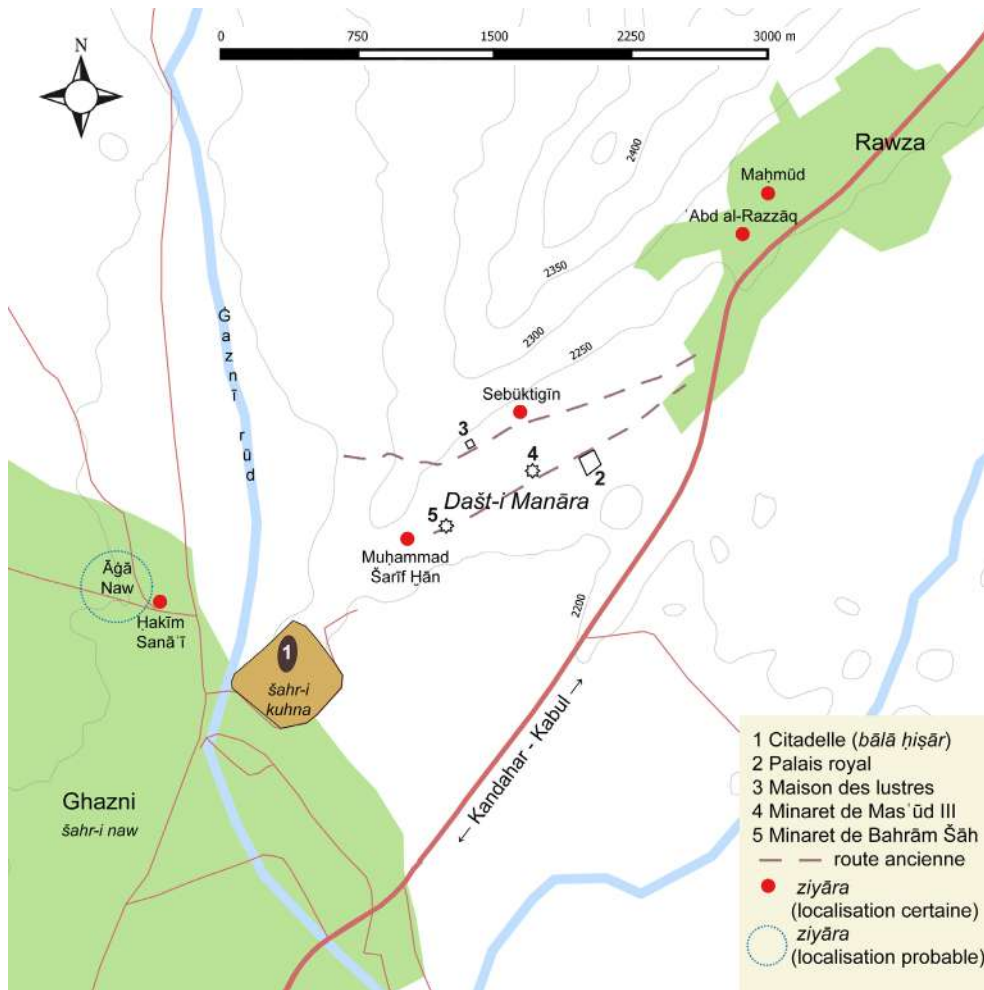 0 750 1500 2250 3000 m
N
Rawza
2400
Maḥmūd
ʿAbd al-Razzāq
2350
2300
2250
Ġaznī rūd
Sebüktigīn
3
4
2
Dašt-i Manāra
5
Muḥammad
Šarīf Ḫān
Āġā
Naw
Ḥakīm
Sanāʾī
2200
1
šahr-i
kuhna
← Kandahar - Kabul →
Ghazni
šahr-i naw
1 Citadelle (bālā ḥiṣār)
2 Palais royal
3 Maison des lustres
4 Minaret de Masʿūd III
5 Minaret de Bahrām Šāh
route ancienne
ziyāra
(localisation certaine)
ziyāra
(localisation probable)